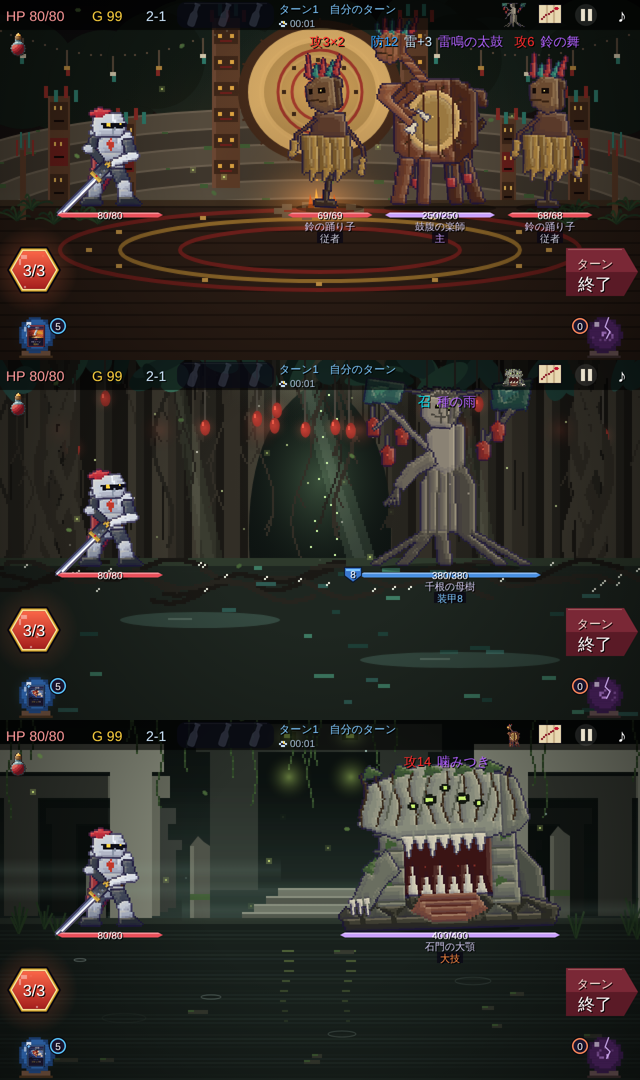 HP 80/80 G 99 2-1 ターン1 自分のターン
00:01
攻3×2 防12 雷+3 雷鳴の太鼓 攻6 鈴の舞
80/80 69/69 250/250 68/68
鈴の踊り子 鼓腹の楽師 鈴の踊り子
従者 主 従者
3/3
ターン
終了
5 0
HP 80/80 G 99 2-1 ターン1 自分のターン
00:01
召 種の雨
80/80 8 380/380
千根の母樹
装甲8
3/3
ターン
終了
5 0
HP 80/80 G 99 2-1 ターン1 自分のターン
00:01
攻14 噛みつき
80/80 400/400
石門の大顎
大技
3/3
ターン
終了
5 0